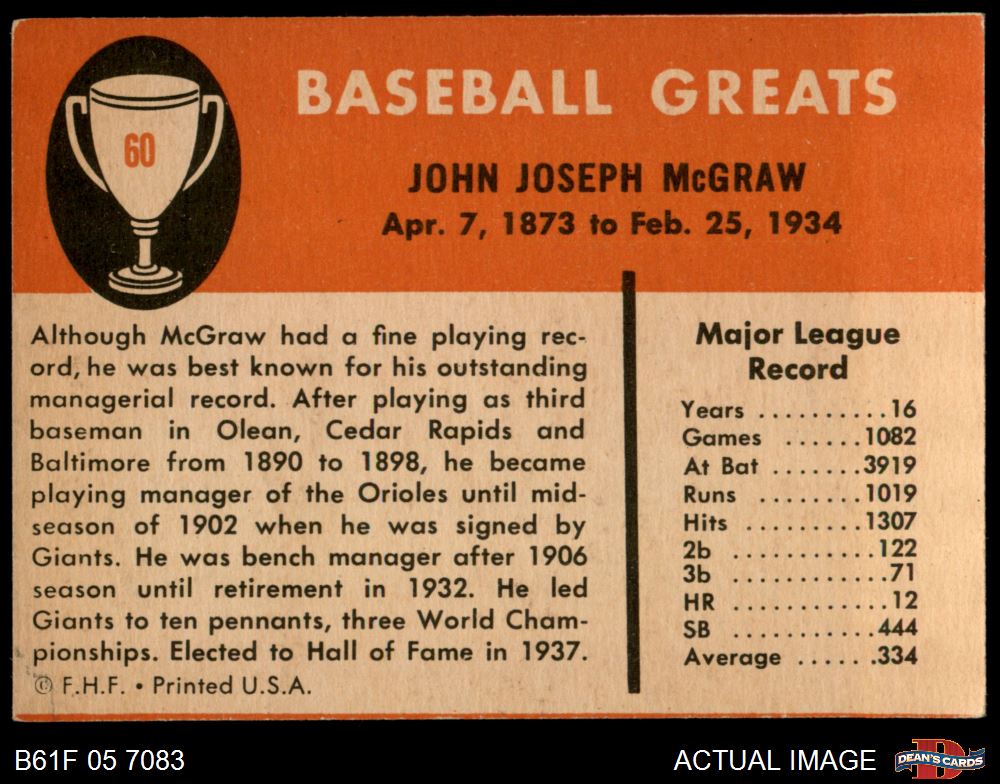 60
BASEBALL GREATS
JOHN JOSEPH McGRAW
Apr. 7, 1873 to Feb. 25, 1934
Although McGraw had a fine playing rec-
ord, he was best known for his outstanding
managerial record. After playing as third
baseman in Olean, Cedar Rapids and
Baltimore from 1890 to 1898, he became
playing manager of the Orioles until mid-
season of 1902 when he was signed by
Giants. He was bench manager after 1906
season until retirement in 1932. He led
Giants to ten pennants, three World Cham-
pionships. Elected to Hall of Fame in 1937.
© F.H.F. • Printed U.S.A.
Major League
Record
Years ..........16
Games ......1082
At Bat .......3919
Runs ........1019
Hits .........1307
2b ..........122
3b ...........71
HR ............12
SB ...........444
Average ......334
B61F 05 7083
ACTUAL IMAGE
DEAN'S CARDS